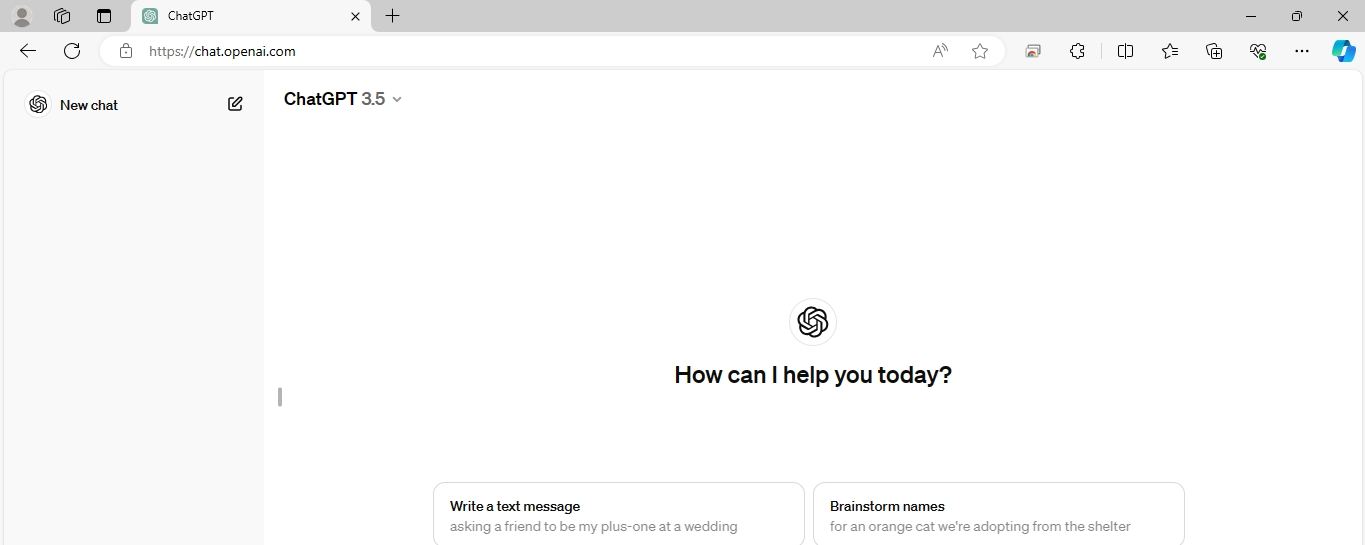 ChatGPT
https://chat.openai.com
New chat
ChatGPT 3.5
How can I help you today?
Write a text message
asking a friend to be my plus-one at a wedding
Brainstorm names
for an orange cat we're adopting from the shelter